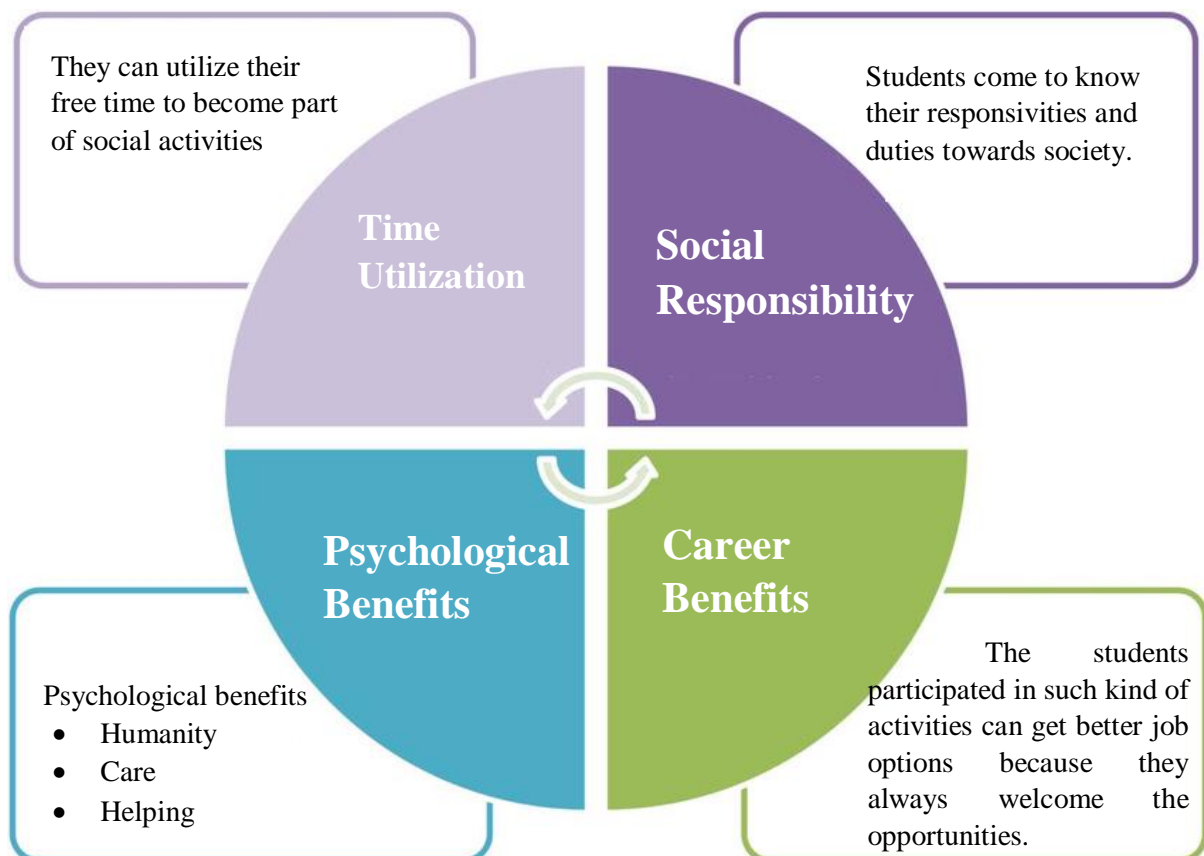 They can utilize their
free time to become part
of social activities
Students come to know
their responsivities and
duties towards society.
Time
Utilization
Social
Responsibility
Psychological
Benefits
Career
Benefits
Psychological benefits
• Humanity
• Care
• Helping
The students
participated in such kind of
activities can get better job
options because they
always welcome the
opportunities.